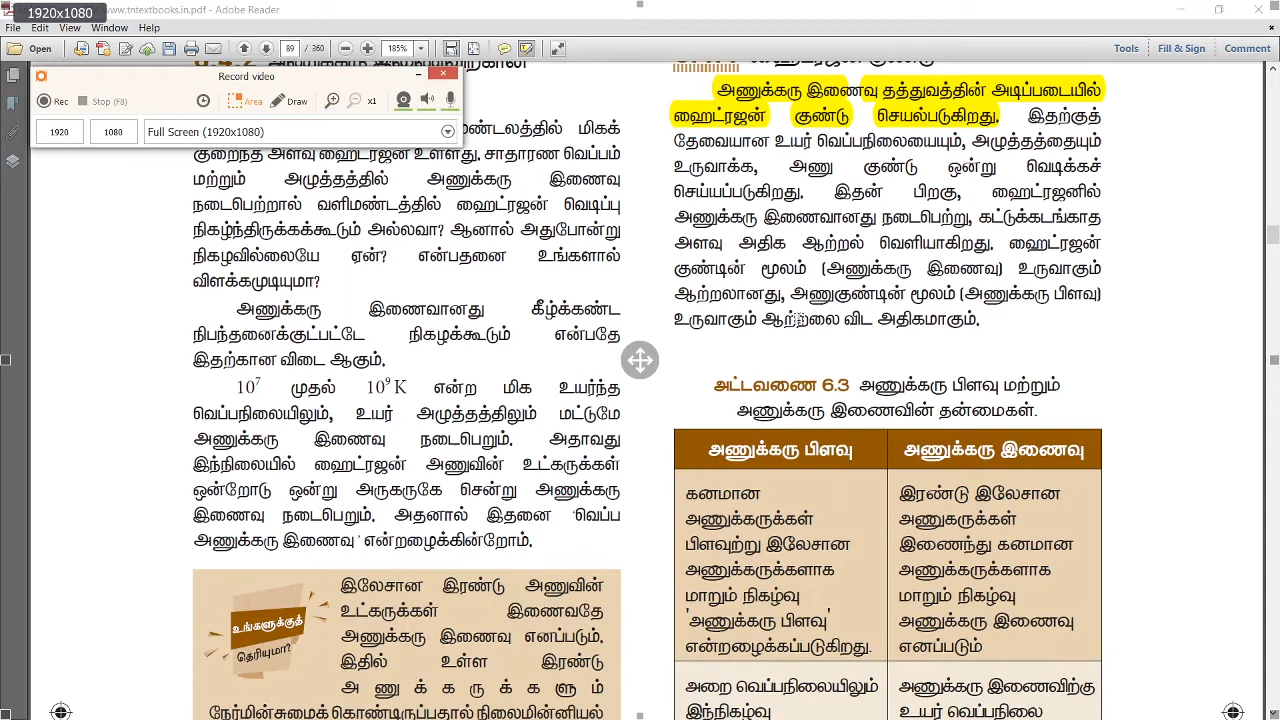 1920x1080
www.tntextbooks.in.pdf - Adobe Reader
File Edit View Window Help
Open 89 / 360 185% Tools Fill & Sign Comment
Record video
Rec Stop (F8) Area Draw x1
1920 1080 Full Screen (1920x1080)
குறைந்த அளவு ஹைட்ரஜன் உள்ளது. சாதாரண வெப்பம்
மற்றும் அழுத்தத்தில் அணுக்கரு இணைவு
நடைபெற்றால் வளிமண்டத்தில் ஹைட்ரஜன் வெடிப்பு
நிகழ்ந்திருக்கக்கூடும் அல்லவா? ஆனால் அதுபோன்று
நிகழவில்லையே ஏன்? என்பதனை உங்களால்
விளக்கமுடியுமா?
அணுக்கரு இணைவானது கீழ்க்கண்ட
நிபந்தனைக்குட்பட்டே நிகழக்கூடும் என்பதே
இதற்கான விடை ஆகும்.
10⁷ முதல் 10⁹ K என்ற மிக உயர்ந்த
வெப்பநிலையிலும், உயர் அழுத்தத்திலும் மட்டுமே
அணுக்கரு இணைவு நடைபெறும். அதாவது
இந்நிலையில் ஹைட்ரஜன் அணுவின் உட்கருக்கள்
ஒன்றோடு ஒன்று அருகருகே சென்று அணுக்கரு
இணைவு நடைபெறும். அதனால் இதனை 'வெப்ப
அணுக்கரு இணைவு' என்றழைக்கின்றோம்.
உங்களுக்குத்
தெரியுமா?
இலேசான இரண்டு அணுவின்
உட்கருக்கள் இணைவதே
அணுக்கரு இணைவு எனப்படும்.
இதில் உள்ள இரண்டு
அணுக்கருக்களும்
நேர்மின்சுமைக் கொண்டிருப்பதால் நிலைமின்னியல்
அணுக்கரு இணைவு தத்துவத்தின் அடிப்படையில்
ஹைட்ரஜன் குண்டு செயல்படுகிறது. இதற்குத்
தேவையான உயர் வெப்பநிலையையும், அழுத்தத்தையும்
உருவாக்க, அணு குண்டு ஒன்று வெடிக்கச்
செய்யப்படுகிறது. இதன் பிறகு, ஹைட்ரஜனில்
அணுக்கரு இணைவானது நடைபெற்று, கட்டுக்கடங்காத
அளவு அதிக ஆற்றல் வெளியாகிறது. ஹைட்ரஜன்
குண்டின் மூலம் (அணுக்கரு இணைவு) உருவாகும்
ஆற்றலானது, அணுகுண்டின் மூலம் (அணுக்கரு பிளவு)
உருவாகும் ஆற்றலை விட அதிகமாகும்.
அட்டவணை 6.3 அணுக்கரு பிளவு மற்றும்
அணுக்கரு இணைவின் தன்மைகள்.
அணுக்கரு பிளவு
கனமான
அணுக்கருக்கள்
பிளவுற்று இலேசான
அணுக்கருக்களாக
மாறும் நிகழ்வு
'அணுக்கரு பிளவு'
என்றழைக்கப்படுகிறது.
அறை வெப்பநிலையிலும்
இந்நிகழ்வு
அணுக்கரு இணைவு
இரண்டு இலேசான
அணுகருக்கள்
இணைந்து கனமான
அணுக்கருக்களாக
மாறும் நிகழ்வு
அணுக்கரு இணைவு
எனப்படும்
அணுக்கரு இணைவிற்கு
உயர் வெப்பநிலை